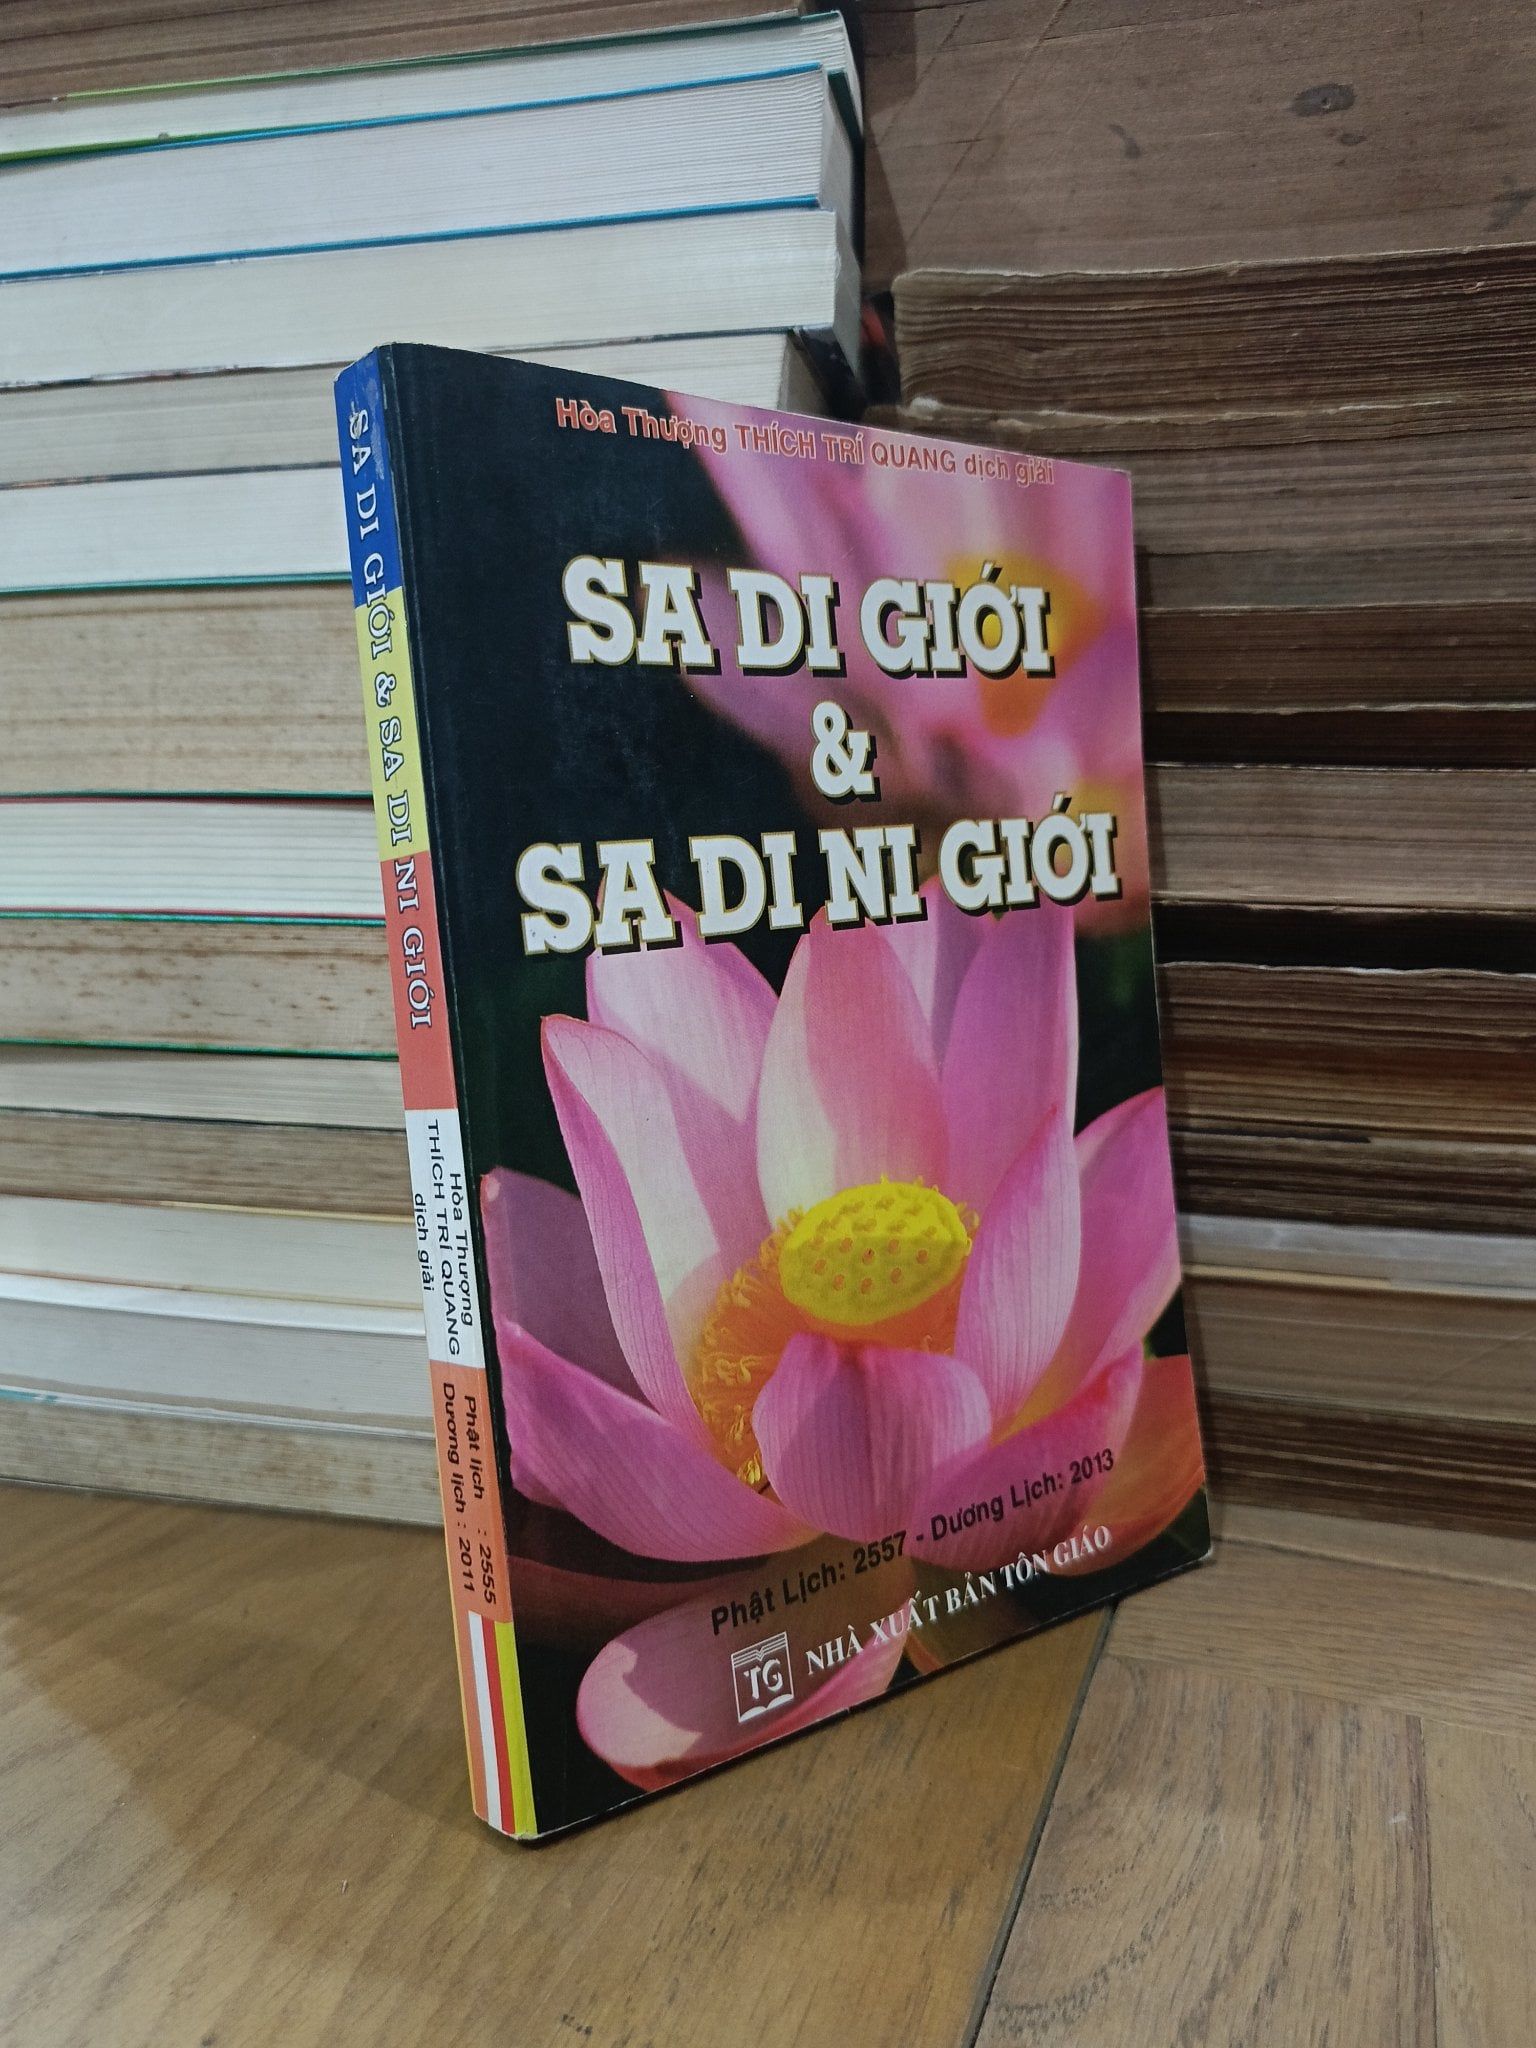 Hòa Thượng THÍCH TRÍ QUANG dịch giải
SA DI GIỚI
&
SA DI NI GIỚI
Phật Lịch: 2557 - Dương Lịch: 2013
TG
NHÀ XUẤT BẢN TÔN GIÁO
SA DI GIỚI & SA DI NI GIỚI
Hòa Thượng
THÍCH TRÍ QUANG
dịch giải
Phật lịch : 2555
Dương lịch : 2011